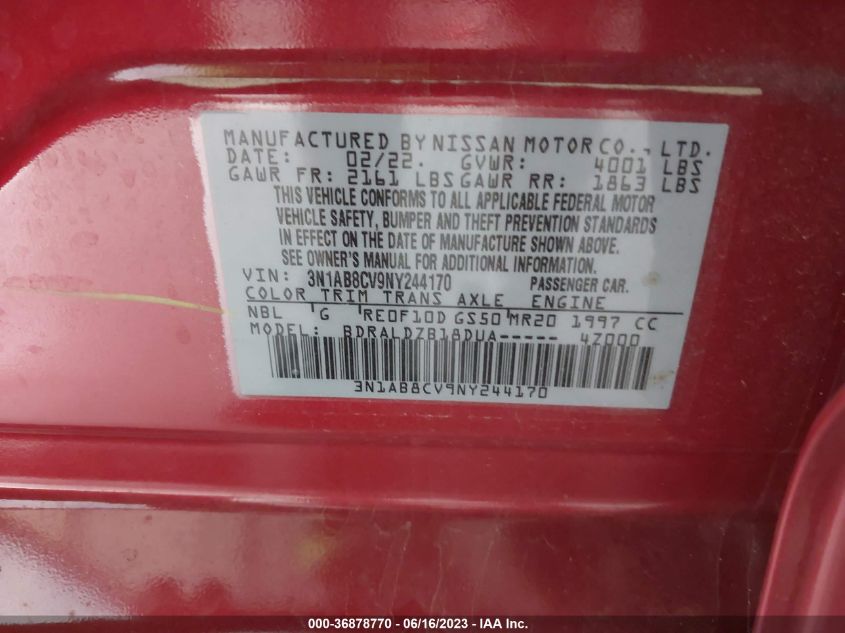 MANUFACTURED BY NISSAN MOTOR CO., LTD.
DATE: 02/22. GVWR: 4001 LBS
GAWR FR: 2161 LBS GAWR RR: 1863 LBS
THIS VEHICLE CONFORMS TO ALL APPLICABLE FEDERAL MOTOR
VEHICLE SAFETY, BUMPER AND THEFT PREVENTION STANDARDS
IN EFFECT ON THE DATE OF MANUFACTURE SHOWN ABOVE.
SEE OWNER'S MANUAL FOR ADDITIONAL INFORMATION.
VIN: 3N1AB8CV9NY244170 PASSENGER CAR.
COLOR TRIM TRANS AXLE ENGINE
NBL G RE0F10D GS50 MR20 1997 CC
MODEL: BDRALDZB18DUA----- 4Z000
3N1AB8CV9NY244170
000-36878770 - 06/16/2023 - IAA Inc.